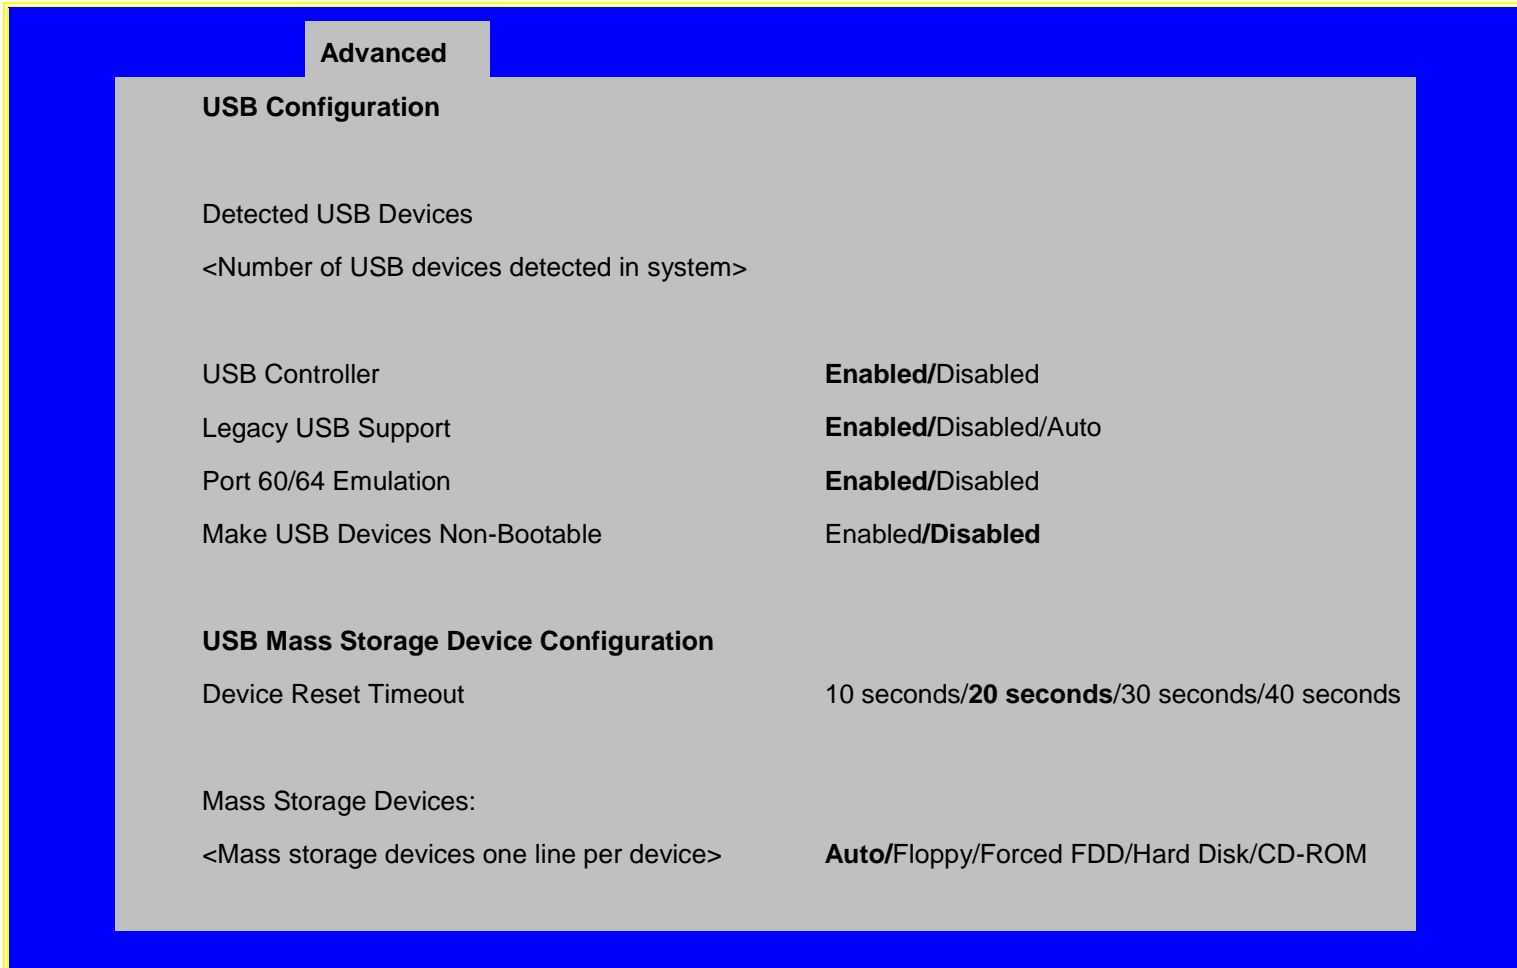 Advanced
USB Configuration
Detected USB Devices
<Number of USB devices detected in system>
USB Controller Enabled/Disabled
Legacy USB Support Enabled/Disabled/Auto
Port 60/64 Emulation Enabled/Disabled
Make USB Devices Non-Bootable Enabled/Disabled
USB Mass Storage Device Configuration
Device Reset Timeout 10 seconds/20 seconds/30 seconds/40 seconds
Mass Storage Devices:
<Mass storage devices one line per device> Auto/Floppy/Forced FDD/Hard Disk/CD-ROM